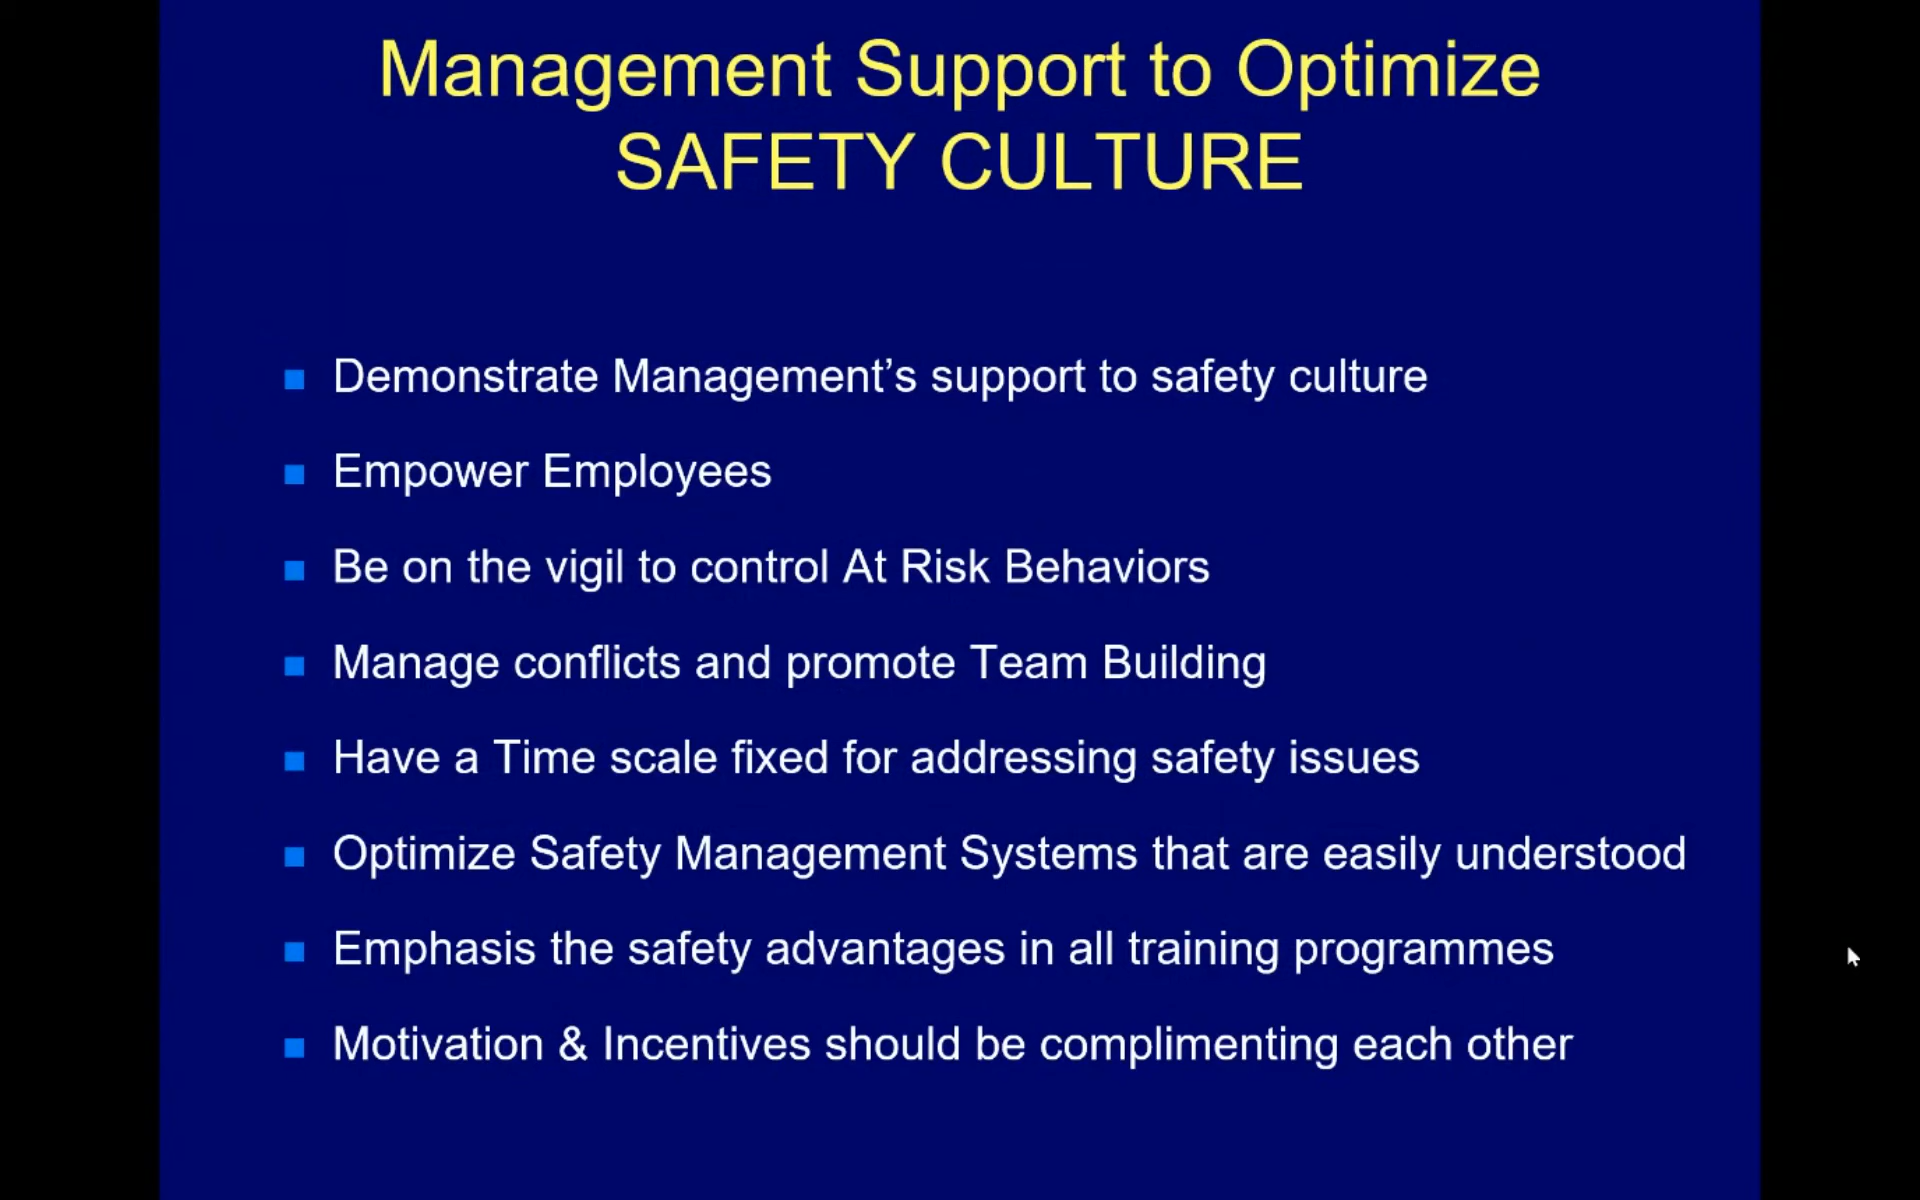 Management Support to Optimize
SAFETY CULTURE
Demonstrate Management’s support to safety culture
Empower Employees
Be on the vigil to control At Risk Behaviors
Manage conflicts and promote Team Building
Have a Time scale fixed for addressing safety issues
Optimize Safety Management Systems that are easily understood
Emphasis the safety advantages in all training programmes
Motivation & Incentives should be complimenting each other